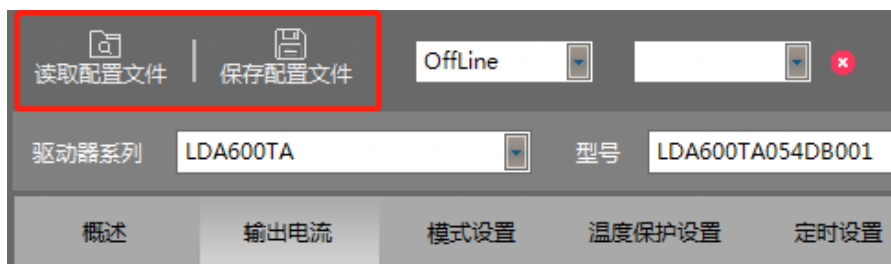 读取配置文件 保存配置文件 OffLine
驱动器系列 LDA600TA 型号 LDA600TA054DB001
概述 输出电流 模式设置 温度保护设置 定时设置